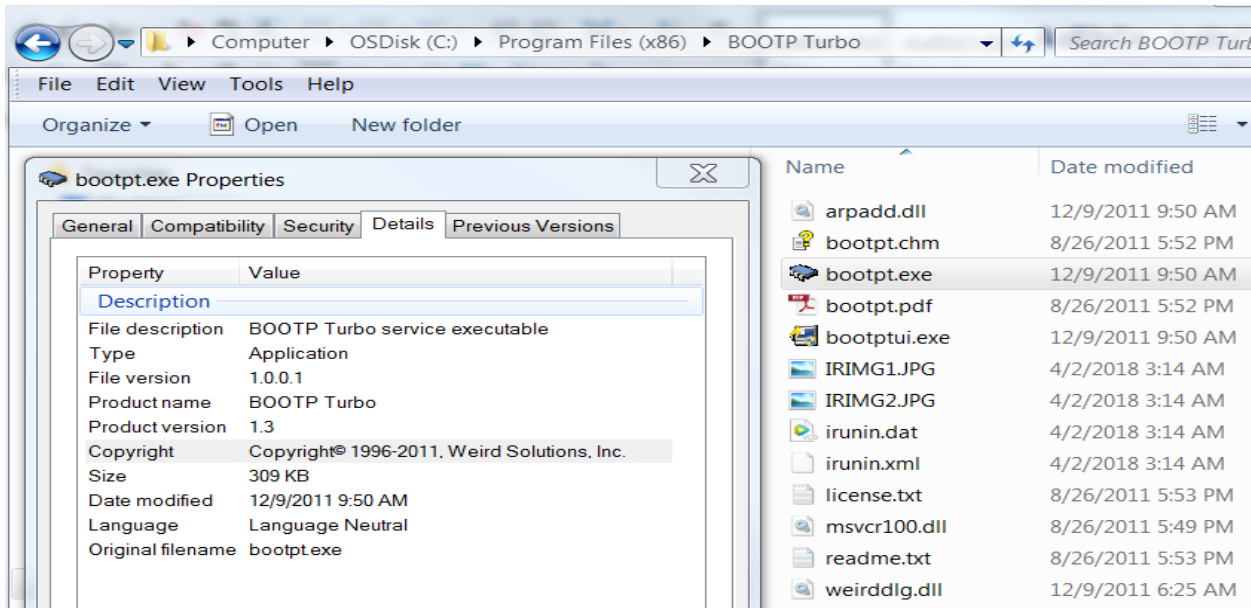 Computer ▸ OSDisk (C:) ▸ Program Files (x86) ▸ BOOTP Turbo
Search BOOTP Turb
File Edit View Tools Help
Organize Open New folder
bootpt.exe Properties
General Compatibility Security Details Previous Versions
Property Value
Description
File description BOOTP Turbo service executable
Type Application
File version 1.0.0.1
Product name BOOTP Turbo
Product version 1.3
Copyright Copyright© 1996-2011, Weird Solutions, Inc.
Size 309 KB
Date modified 12/9/2011 9:50 AM
Language Language Neutral
Original filename bootpt.exe
Name Date modified
arpadd.dll 12/9/2011 9:50 AM
bootpt.chm 8/26/2011 5:52 PM
bootpt.exe 12/9/2011 9:50 AM
bootpt.pdf 8/26/2011 5:52 PM
bootptui.exe 12/9/2011 9:50 AM
IRIMG1.JPG 4/2/2018 3:14 AM
IRIMG2.JPG 4/2/2018 3:14 AM
irunin.dat 4/2/2018 3:14 AM
irunin.xml 4/2/2018 3:14 AM
license.txt 8/26/2011 5:53 PM
msvcr100.dll 8/26/2011 5:49 PM
readme.txt 8/26/2011 5:53 PM
weirddlg.dll 12/9/2011 6:25 AM